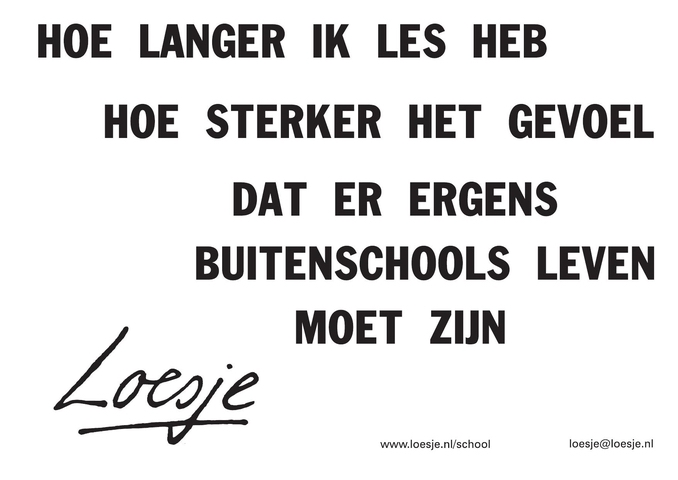 HOE LANGER IK LES HEB
HOE STERKER HET GEVOEL
DAT ER ERGENS
BUITENSCHOOLS LEVEN
MOET ZIJN
Loesje
www.loesje.nl/school loesje@loesje.nl